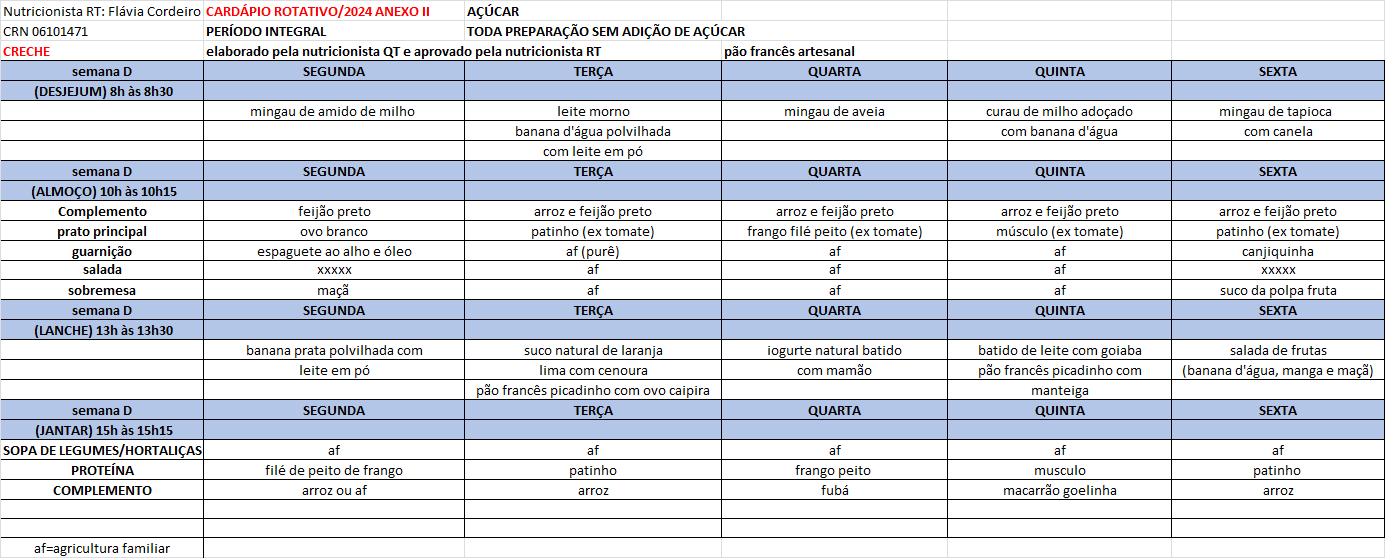 Nutricionista RT: Flávia Cordeiro CARDÁPIO ROTATIVO/2024 ANEXO II AÇÚCAR
CRN 06101471 PERÍODO INTEGRAL TODA PREPARAÇÃO SEM ADIÇÃO DE AÇÚCAR
CRECHE elaborado pela nutricionista QT e aprovado pela nutricionista RT pão francês artesanal
semana D SEGUNDA TERÇA QUARTA QUINTA SEXTA
(DESJEJUM) 8h às 8h30
mingau de amido de milho leite morno mingau de aveia curau de milho adoçado mingau de tapioca
banana d'água polvilhada com banana d'água com canela
com leite em pó
semana D SEGUNDA TERÇA QUARTA QUINTA SEXTA
(ALMOÇO) 10h às 10h15
Complemento feijão preto arroz e feijão preto arroz e feijão preto arroz e feijão preto arroz e feijão preto
prato principal ovo branco patinho (ex tomate) frango filé peito (ex tomate) músculo (ex tomate) patinho (ex tomate)
guarnição espaguete ao alho e óleo af (purê) af af canjiquinha
salada xxxxx af af af xxxxx
sobremesa maçã af af af suco da polpa fruta
semana D SEGUNDA TERÇA QUARTA QUINTA SEXTA
(LANCHE) 13h às 13h30
banana prata polvilhada com suco natural de laranja iogurte natural batido batido de leite com goiaba salada de frutas
leite em pó lima com cenoura com mamão pão francês picadinho com (banana d'água, manga e maçã)
pão francês picadinho com ovo caipira manteiga
semana D SEGUNDA TERÇA QUARTA QUINTA SEXTA
(JANTAR) 15h às 15h15
SOPA DE LEGUMES/HORTALIÇAS af af af af af
PROTEÍNA filé de peito de frango patinho frango peito musculo patinho
COMPLEMENTO arroz ou af arroz fubá macarrão goelinha arroz
af=agricultura familiar